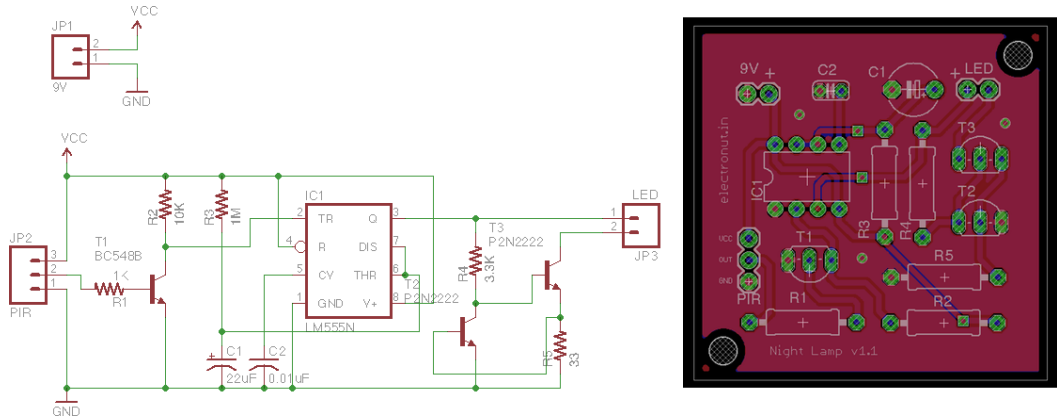 JP1
VCC
2
1
9V
GND
VCC
R2
10K
R3
1M
IC1
2 TR Q 3
4 R DIS 7
5 CV THR 6
1 GND V+ 8
LM555N
T1
BC548B
JP2
3
2
1
PIR
1K
R1
T2
P2N2222
T3
P2N2222
R4
3.3K
R5
33
LED
1
2
JP3
C1
22uF
C2
0.01uF
+
GND
9V +
C2
C1
+ LED
electronut.in
IC1
T3
T2
R3
R4
VCC
OUT
GND
PIR
T1
R5
R1
R2
Night Lamp v1.1